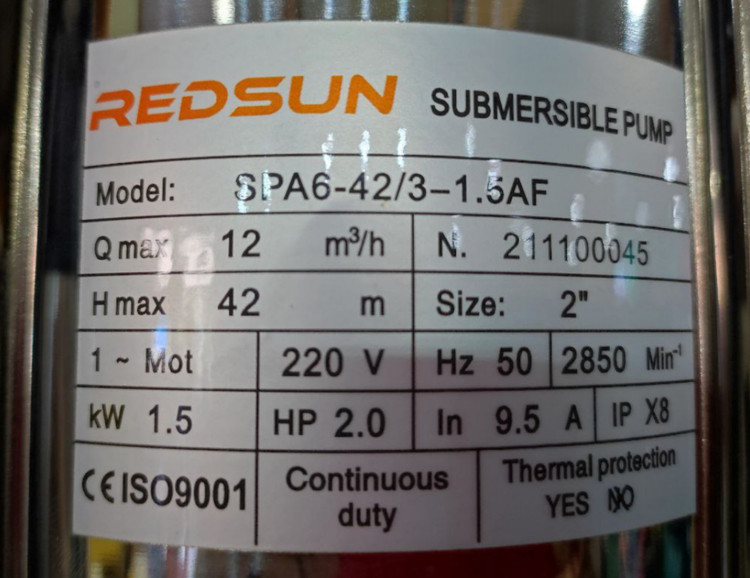 REDSUN SUBMERSIBLE PUMP
Model: SPA6-42/3-1.5AF
Q max 12 m³/h N. 211100045
H max 42 m Size: 2"
1 ~ Mot 220 V Hz 50 2850 Min⁻¹
kW 1.5 HP 2.0 In 9.5 A IP X8
CE ISO9001 Continuous duty Thermal protection
YES NO